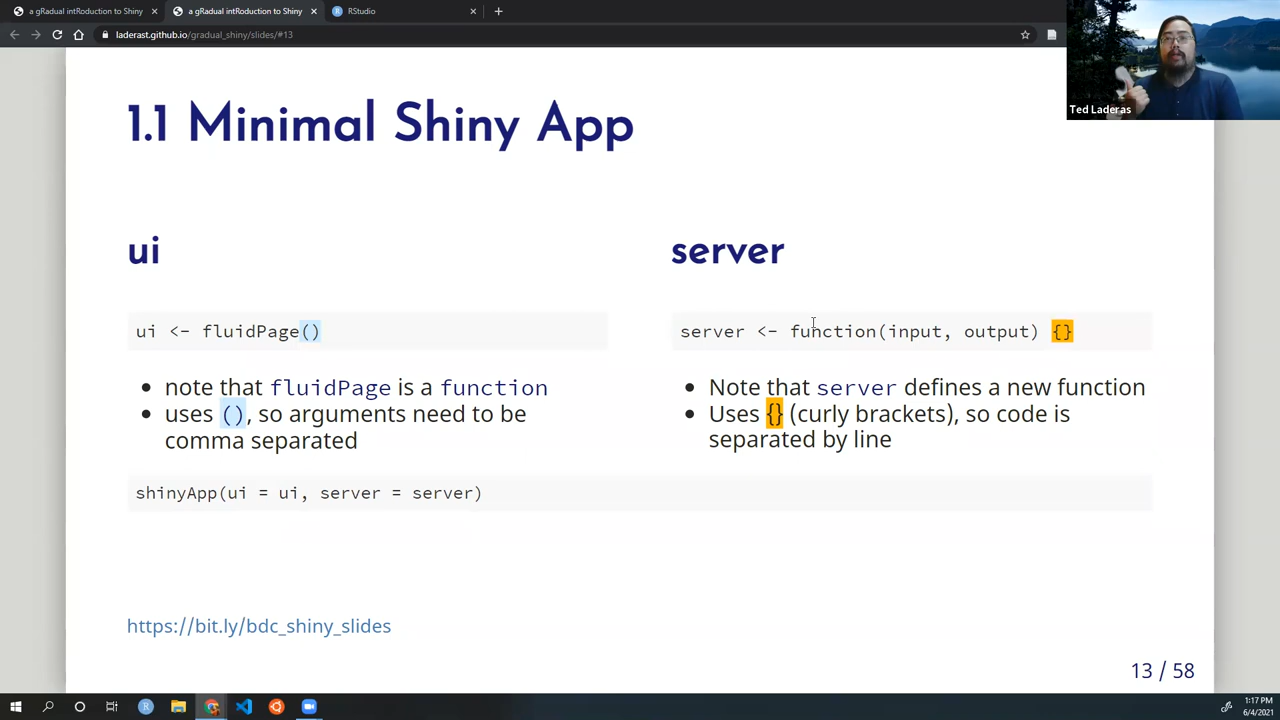 a gRadual intRoduction to Shiny
a gRadual intRoduction to Shiny
RStudio
laderast.github.io/gradual_shiny/slides/#13
Ted Laderas
1.1 Minimal Shiny App
ui
ui <- fluidPage()
note that fluidPage is a function
uses (), so arguments need to be
comma separated
server
server <- function(input, output) {}
Note that server defines a new function
Uses {} (curly brackets), so code is
separated by line
shinyApp(ui = ui, server = server)
https://bit.ly/bdc_shiny_slides
13 / 58
1:17 PM
6/4/2021